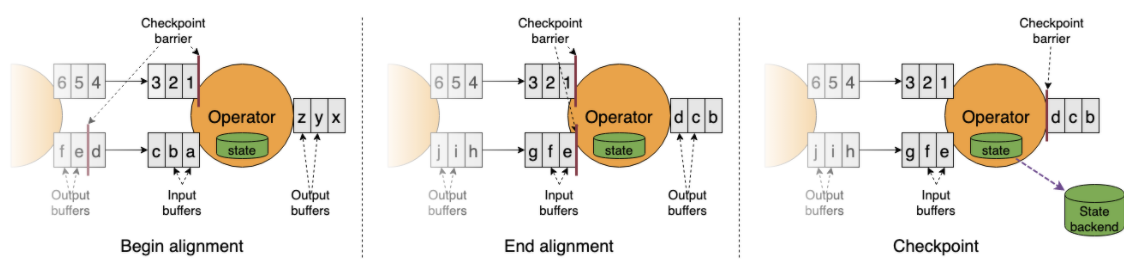 Checkpoint
barrier
6 5 4
3 2 1
Operator
state
z y x
f e d
c b a
Output
buffers
Input
buffers
Output
buffers
Begin alignment
Checkpoint
barrier
6 5 4
3 2 1
Operator
state
d c b
j i h
g f e
Output
buffers
Input
buffers
Output
buffers
End alignment
Checkpoint
barrier
6 5 4
3 2 1
Operator
state
d c b
j i h
g f e
Output
buffers
Input
buffers
State
backend
Checkpoint